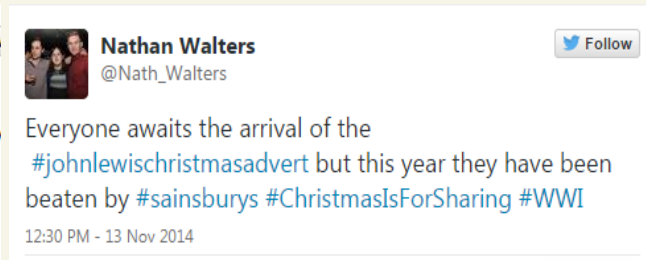 Nathan Walters
Follow
@Nath_Walters
Everyone awaits the arrival of the
#johnlewischristmasadvert but this year they have been
beaten by #sainsburys #ChristmasIsForSharing #WWI
12:30 PM - 13 Nov 2014